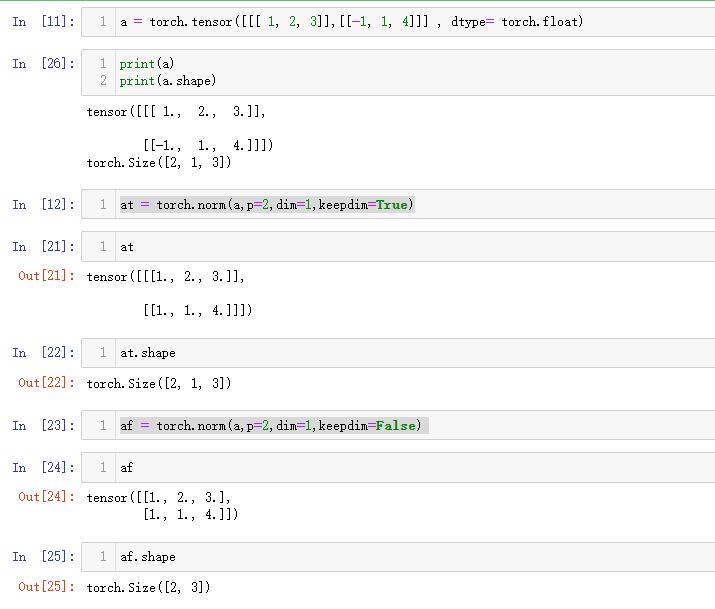 In [11]: 1 a = torch.tensor([[[ 1, 2, 3]],[[-1, 1, 4]]] , dtype= torch.float)
In [26]: 1 print(a)
2 print(a.shape)
tensor([[[ 1., 2., 3.]],
[[-1., 1., 4.]]])
torch.Size([2, 1, 3])
In [12]: 1 at = torch.norm(a,p=2,dim=1,keepdim=True)
In [21]: 1 at
Out[21]: tensor([[[1., 2., 3.]],
[[1., 1., 4.]]])
In [22]: 1 at.shape
Out[22]: torch.Size([2, 1, 3])
In [23]: 1 af = torch.norm(a,p=2,dim=1,keepdim=False)
In [24]: 1 af
Out[24]: tensor([[1., 2., 3.],
[1., 1., 4.]])
In [25]: 1 af.shape
Out[25]: torch.Size([2, 3])